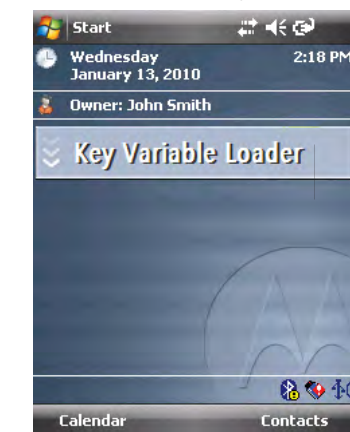 Start
Wednesday 2:18 PM
January 13, 2010
Owner: John Smith
Key Variable Loader
Calendar Contacts